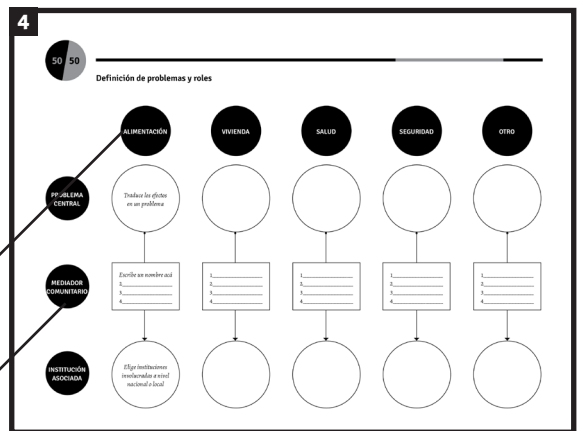 4
50 50
Definición de problemas y roles
ALIMENTACIÓN
VIVIENDA
SALUD
SEGURIDAD
OTRO
PROBLEMA
CENTRAL
Traduce los efectos
en un problema
MEDIADOR
COMUNITARIO
Escribe un nombre acá
2.
3.
4.
1.
2.
3.
4.
1.
2.
3.
4.
1.
2.
3.
4.
1.
2.
3.
4.
INSTITUCIÓN
ASOCIADA
Elige instituciones
involucradas a nivel
nacional o local